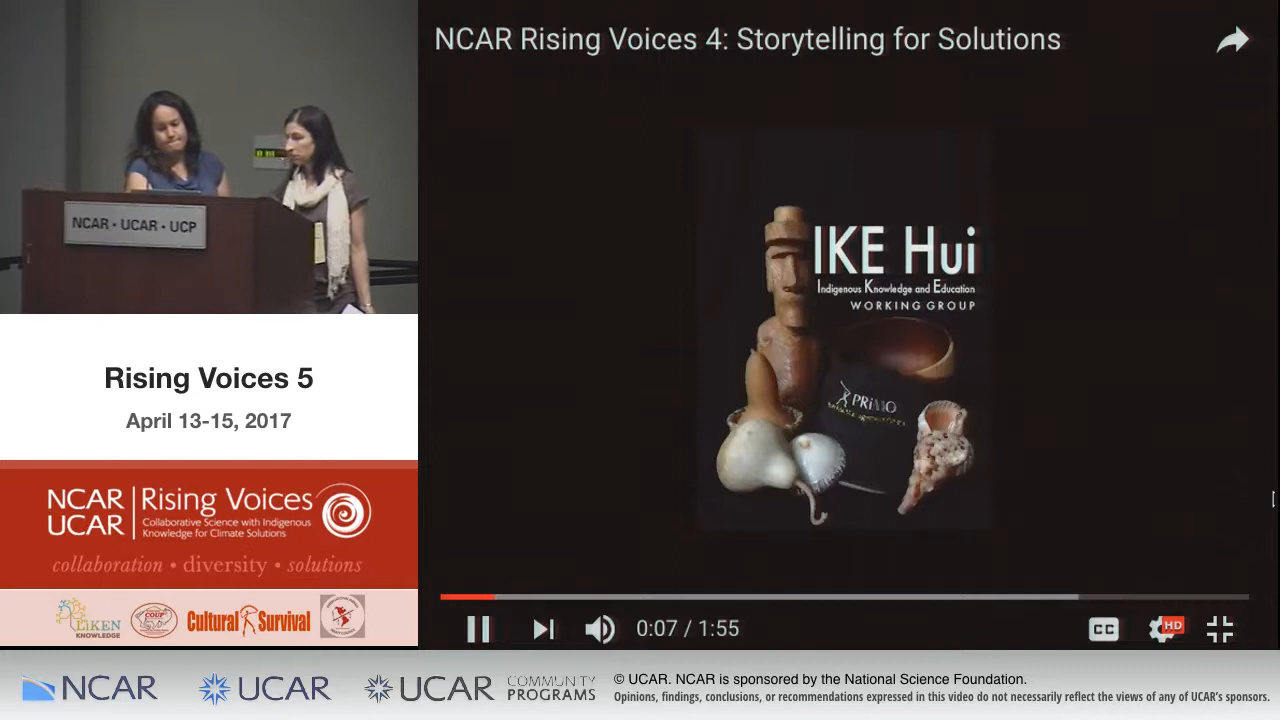 NCAR Rising Voices 4: Storytelling for Solutions
NCAR • UCAR • UCP
IKE Hui
Indigenous Knowledge and Education
WORKING GROUP
PRiMO
0:07 / 1:55
CC
HD
Rising Voices 5
April 13-15, 2017
NCAR
UCAR
Rising Voices
Collaborative Science with Indigenous
Knowledge for Climate Solutions
collaboration • diversity • solutions
LIKEN
KNOWLEDGE
Cultural Survival
NCAR
UCAR
UCAR
COMMUNITY
PROGRAMS
© UCAR. NCAR is sponsored by the National Science Foundation.
Opinions, findings, conclusions, or recommendations expressed in this video do not necessarily reflect the views of any of UCAR's sponsors.